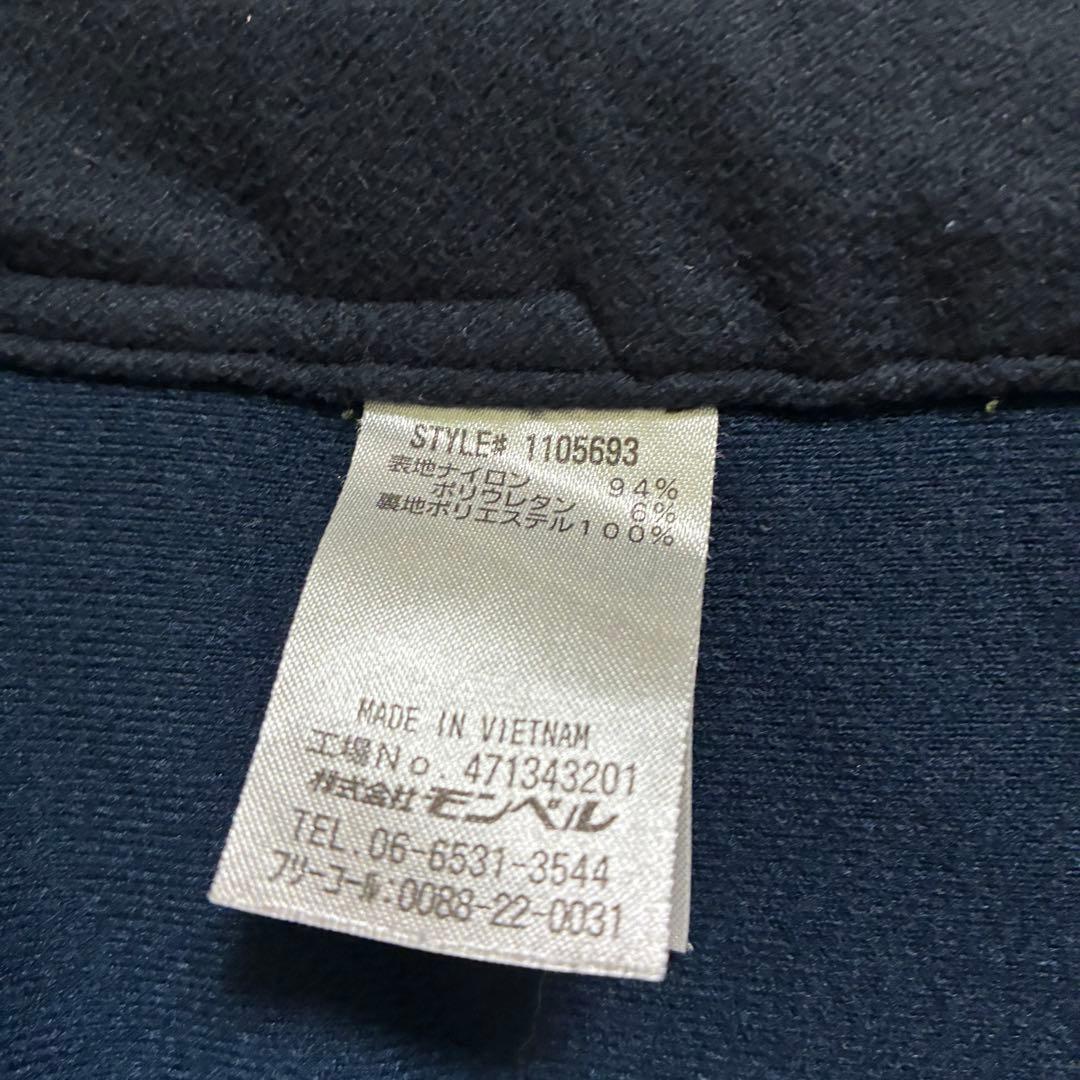 STYLE# 1105693
表地ナイロン 94%
ポリウレタン 6%
裏地ポリエステル100%
MADE IN VIETNAM
工場No. 471343201
株式会社モンベル
TEL.06-6531-3544
フリーコール:0088-22-0031